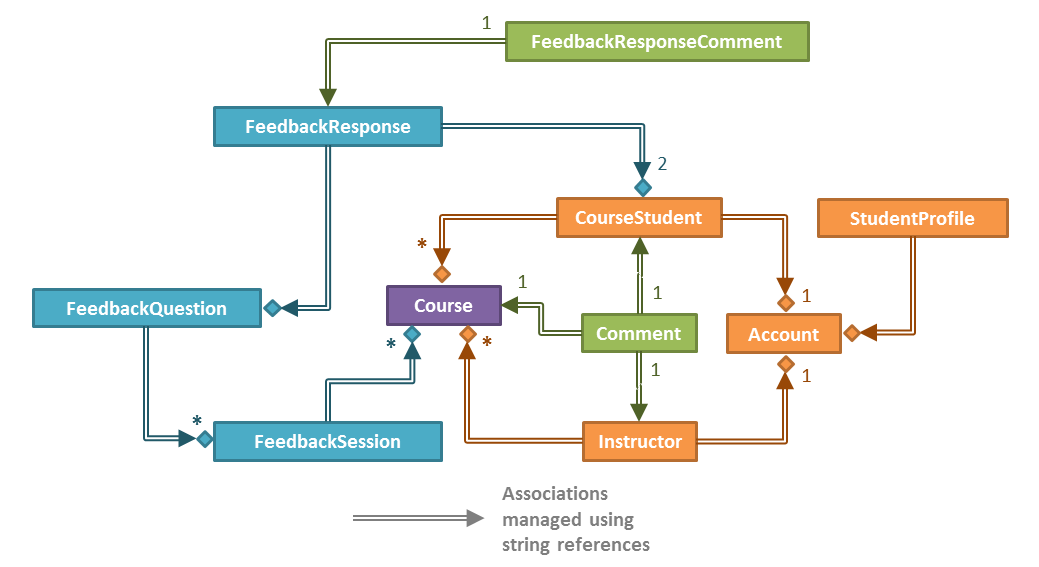 1
FeedbackResponseComment
FeedbackResponse
2
CourseStudent
StudentProfile
*
1
1
1
FeedbackQuestion
Course
Comment
Account
*
*
1
1
*
FeedbackSession
Instructor
Associations
managed using
string references